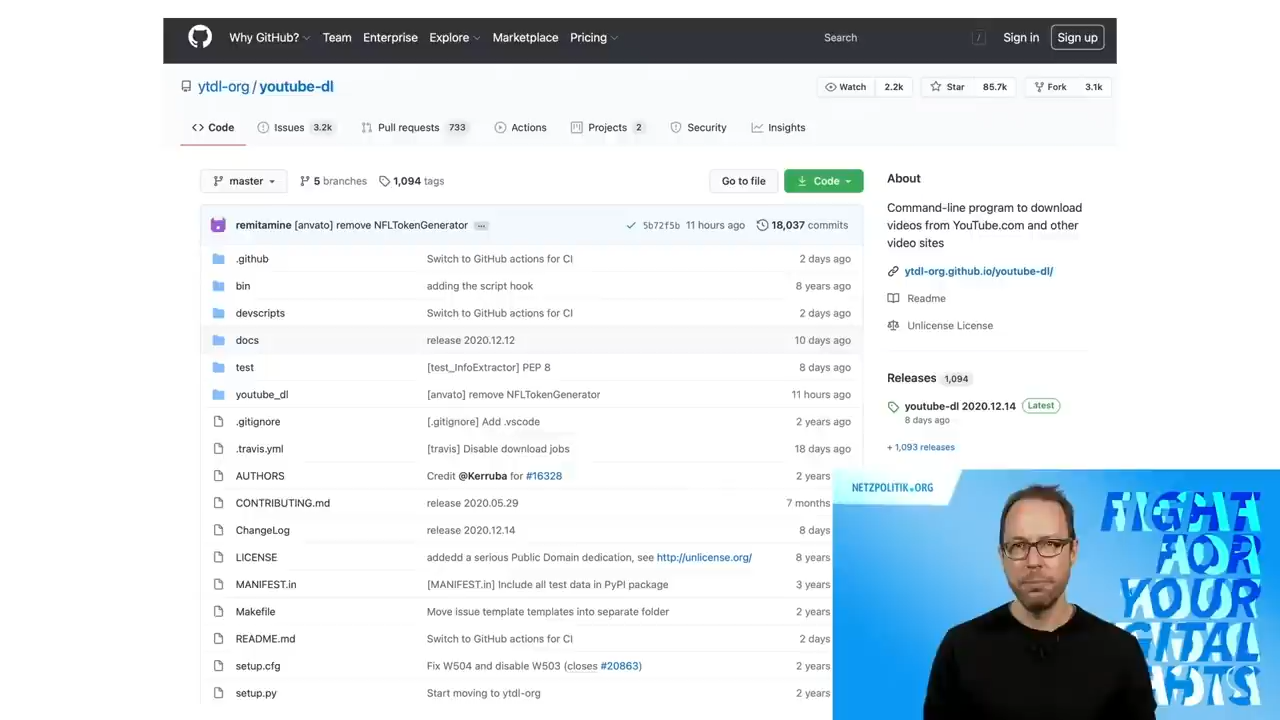 Why GitHub? Team Enterprise Explore Marketplace Pricing Search / Sign in Sign up
ytdl-org / youtube-dl Watch 2.2k Star 85.7k Fork 3.1k
Code Issues 3.2k Pull requests 733 Actions Projects 2 Security Insights
master 5 branches 1,094 tags Go to file Code
remitamine [anvato] remove NFLTokenGenerator ... 5b72f5b 11 hours ago 18,037 commits
.github Switch to GitHub actions for CI 2 days ago
bin adding the script hook 8 years ago
devscripts Switch to GitHub actions for CI 2 days ago
docs release 2020.12.12 10 days ago
test [test_InfoExtractor] PEP 8 8 days ago
youtube_dl [anvato] remove NFLTokenGenerator 11 hours ago
.gitignore [.gitignore] Add .vscode 2 years ago
.travis.yml [travis] Disable download jobs 18 days ago
AUTHORS Credit @Kerruba for #16328 2 years
CONTRIBUTING.md release 2020.05.29 7 months
ChangeLog release 2020.12.14 8 days
LICENSE addedd a serious Public Domain dedication, see http://unlicense.org/ 8 years
MANIFEST.in [MANIFEST.in] Include all test data in PyPI package 3 years
Makefile Move issue template templates into separate folder 2 years
README.md Switch to GitHub actions for CI 2 days
setup.cfg Fix W504 and disable W503 (closes #20863) 2 years
setup.py Start moving to ytdl-org 2 years
About
Command-line program to download
videos from YouTube.com and other
video sites
ytdl-org.github.io/youtube-dl/
Readme
Unlicense License
Releases 1,094
youtube-dl 2020.12.14 Latest
8 days ago
+ 1,093 releases
NETZPOLITIK.ORG
FIGHT
FOR
YOUR